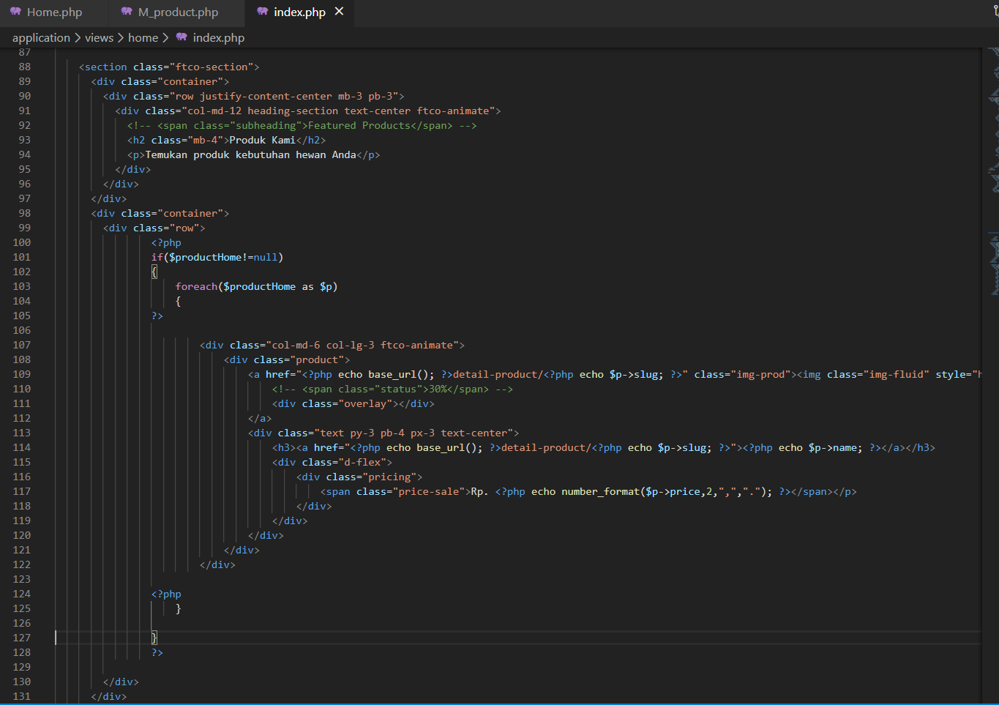 Home.php M_product.php index.php ×
application > views > home > index.php
87
88 <section class="ftco-section">
89 <div class="container">
90 <div class="row justify-content-center mb-3 pb-3">
91 <div class="col-md-12 heading-section text-center ftco-animate">
92 <!-- <span class="subheading">Featured Products</span> -->
93 <h2 class="mb-4">Produk Kami</h2>
94 <p>Temukan produk kebutuhan hewan Anda</p>
95 </div>
96 </div>
97 </div>
98 <div class="container">
99 <div class="row">
100 <?php
101 if($productHome!=null)
102 {
103 foreach($productHome as $p)
104 {
105 ?>
106
107 <div class="col-md-6 col-lg-3 ftco-animate">
108 <div class="product">
109 <a href="<?php echo base_url(); ?>detail-product/<?php echo $p->slug; ?>" class="img-prod"><img class="img-fluid" style="h
110 <!-- <span class="status">30%</span> -->
111 <div class="overlay"></div>
112 </a>
113 <div class="text py-3 pb-4 px-3 text-center">
114 <h3><a href="<?php echo base_url(); ?>detail-product/<?php echo $p->slug; ?>"><?php echo $p->name; ?></a></h3>
115 <div class="d-flex">
116 <div class="pricing">
117 <span class="price-sale">Rp. <?php echo number_format($p->price,2,",","."); ?></span></p>
118 </div>
119 </div>
120 </div>
121 </div>
122 </div>
123
124 <?php
125 }
126
127 }
128 ?>
129
130 </div>
131 </div>